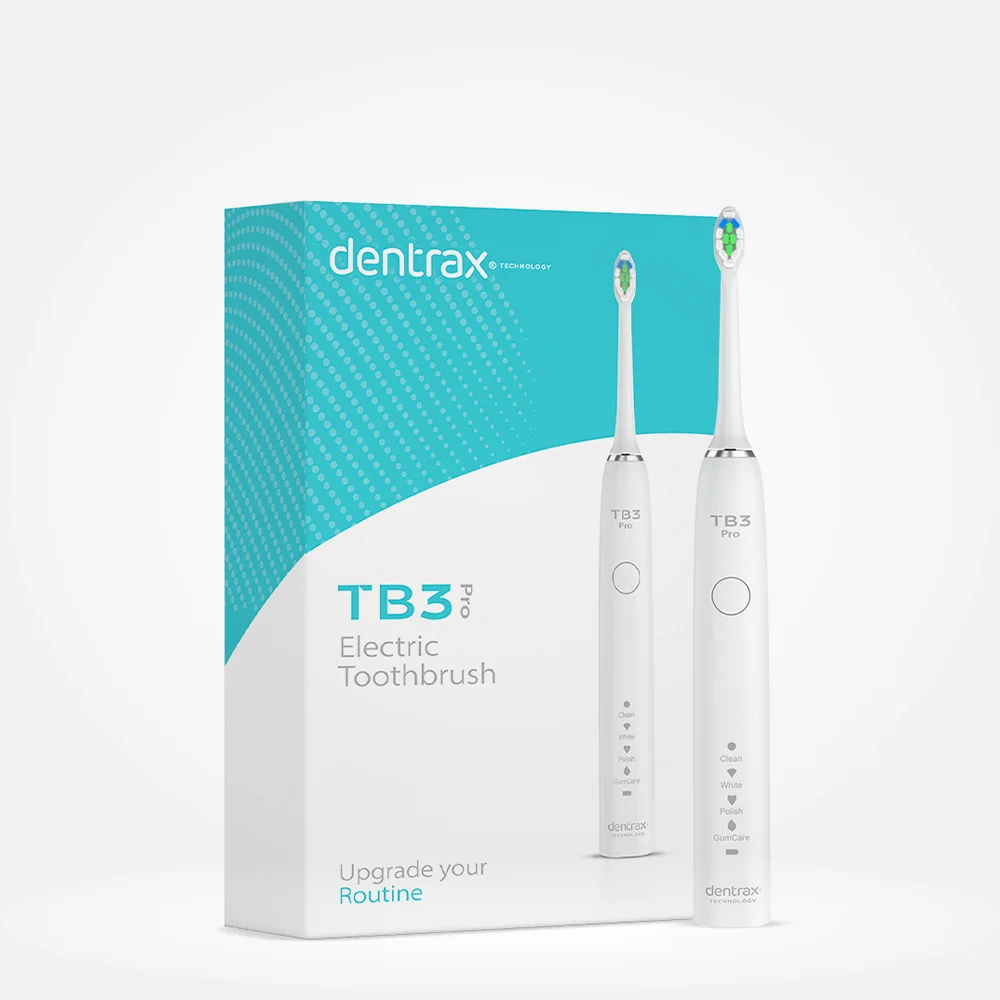 dentrax® TECHNOLOGY
TB3 Pro
Electric
Toothbrush
Upgrade your
Routine
TB3
Pro
Clean
White
Polish
GumCare
dentrax
TECHNOLOGY
TB3
Pro
Clean
White
Polish
GumCare
dentrax
TECHNOLOGY